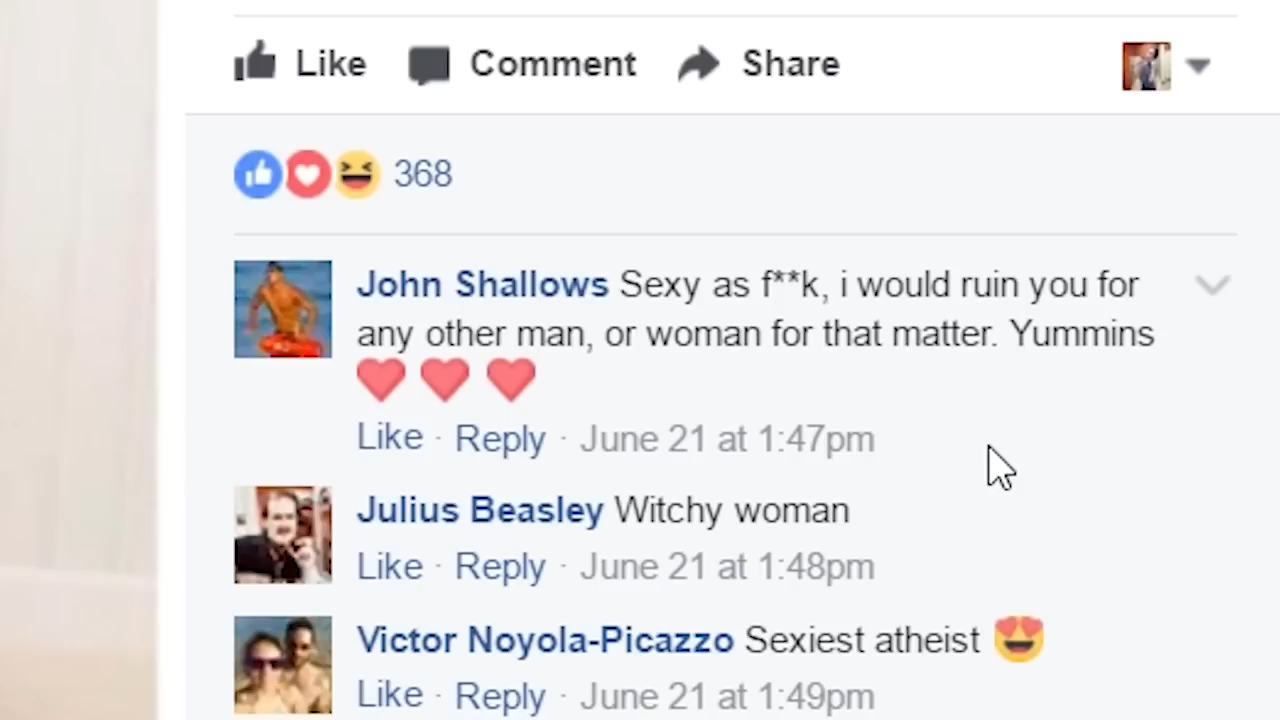 Like Comment Share
368
John Shallows Sexy as f**k, i would ruin you for
any other man, or woman for that matter. Yummins
❤ ❤ ❤
Like · Reply · June 21 at 1:47pm
Julius Beasley Witchy woman
Like · Reply · June 21 at 1:48pm
Victor Noyola-Picazzo Sexiest atheist 😍
Like · Reply · June 21 at 1:49pm